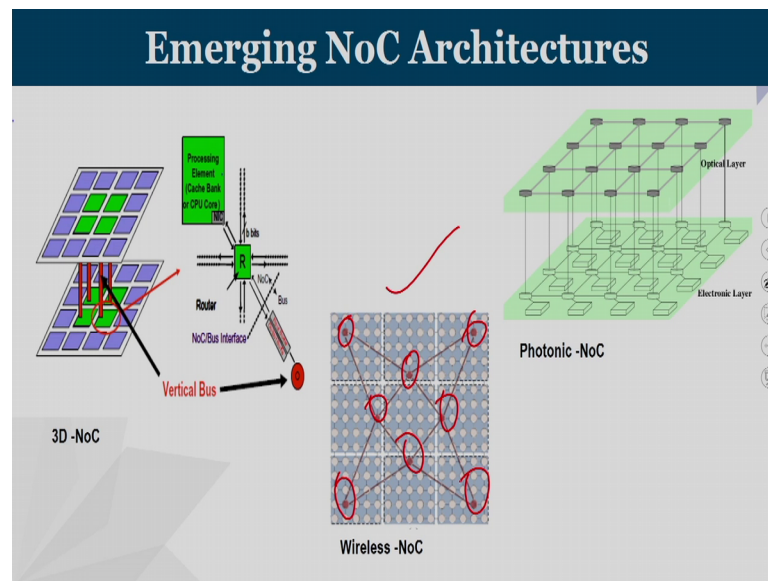 Emerging NoC Architectures
Processing
Element
(Cache Bank
or CPU Core)
NIC
b bits
R
Router
NoC
Bus
NoC/Bus Interface
Vertical Bus
3D -NoC
Wireless -NoC
Optical Layer
Electronic Layer
Photonic -NoC